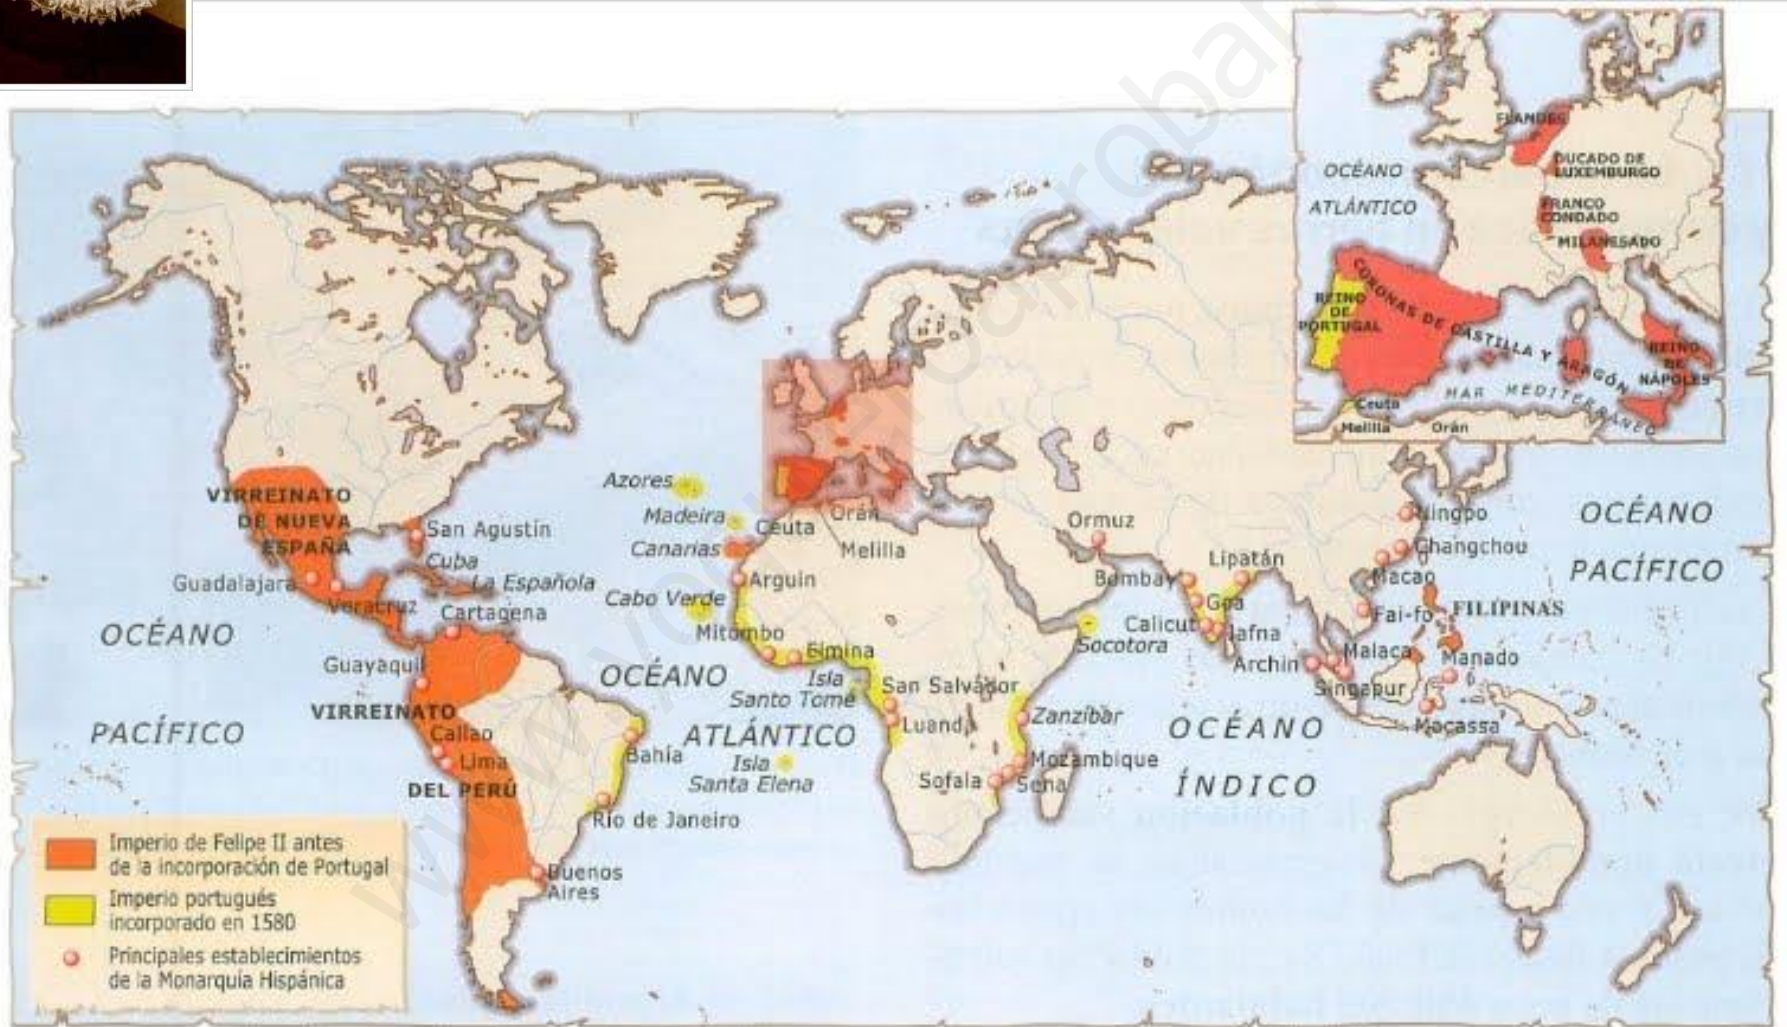 FLANDES
DUCADO DE
LUXEMBURGO
OCÉANO
ATLÁNTICO
FRANCO
CONDADO
MILANESADO
CORONAS DE CASTILLA Y ARAGÓN
REINO
DE
PORTUGAL
REINO
DE
NÁPOLES
MAR MEDITERRÁNEO
Ceuta
Melilla
Orán
VIRREINATO
DE NUEVA
ESPAÑA
San Agustín
Cuba
La Española
Guadalajara
Veracruz
Cartagena
OCÉANO
PACÍFICO
Guayaquil
VIRREINATO
DEL PERÚ
Callao
Lima
Buenos
Aires
Bahía
Río de Janeiro
Azores
Madeira
Canarias
Ceuta
Orán
Melilla
Arguin
Cabo Verde
Mitombo
Elmina
OCÉANO
ATLÁNTICO
Isla
Santo Tomé
Isla
Santa Elena
San Salvador
Luanda
Zanzíbar
Mozambique
Sofala
Sena
Ormuz
Socotora
Bombay
Lipatán
Goa
Calicut
Jafna
OCÉANO
ÍNDICO
Ningpo
Changchou
Macao
Fai-fo
FILIPINAS
Malaca
Manado
Archin
Singapur
Macassa
OCÉANO
PACÍFICO
Imperio de Felipe II antes
de la incorporación de Portugal
Imperio portugués
incorporado en 1580
Principales establecimientos
de la Monarquía Hispánica